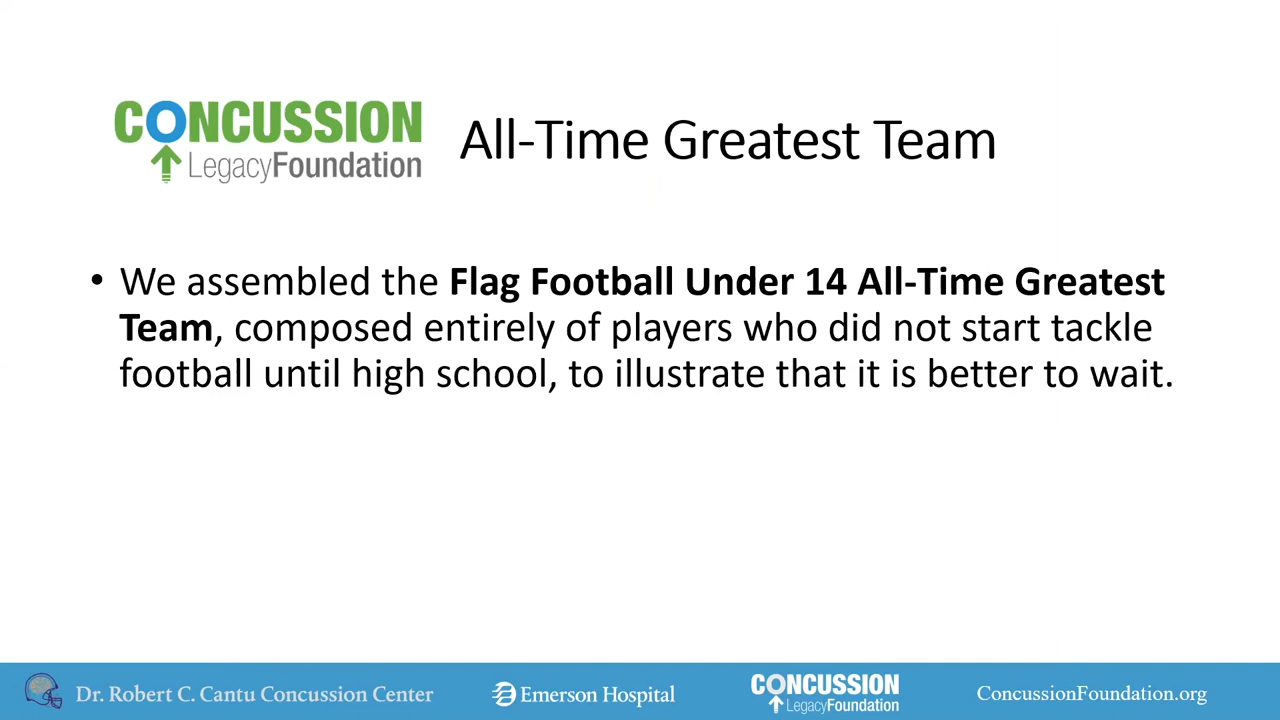 CONCUSSION
LegacyFoundation
All-Time Greatest Team
• We assembled the Flag Football Under 14 All-Time Greatest
Team, composed entirely of players who did not start tackle
football until high school, to illustrate that it is better to wait.
Dr. Robert C. Cantu Concussion Center
Emerson Hospital
CONCUSSION
LegacyFoundation
ConcussionFoundation.org